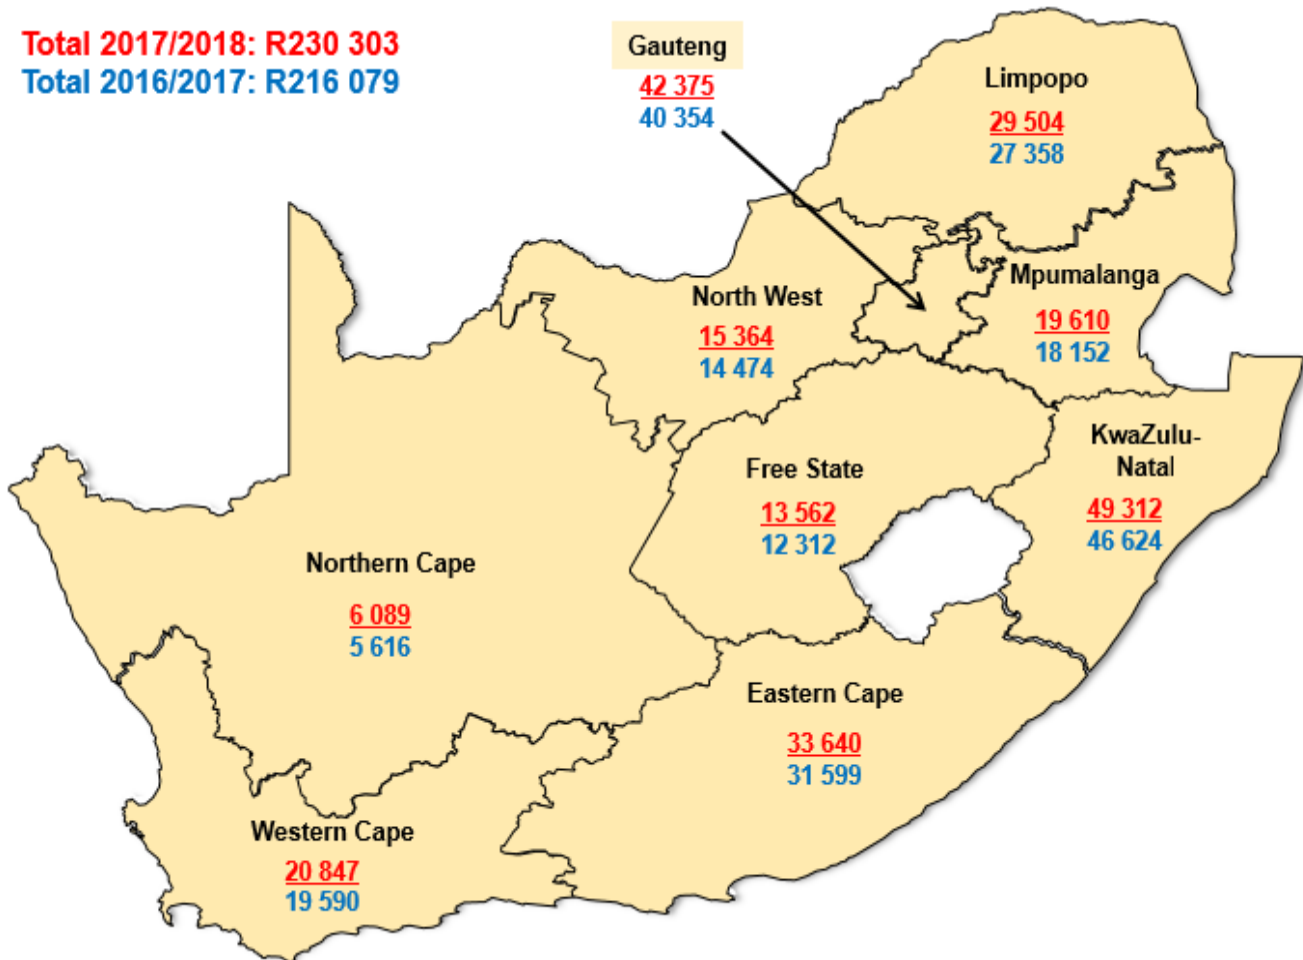 Total 2017/2018: R230 303
Total 2016/2017: R216 079
Gauteng
42 375
40 354
Limpopo
29 504
27 358
North West
15 364
14 474
Mpumalanga
19 610
18 152
KwaZulu-
Natal
49 312
46 624
Free State
13 562
12 312
Northern Cape
6 089
5 616
Eastern Cape
33 640
31 599
Western Cape
20 847
19 590